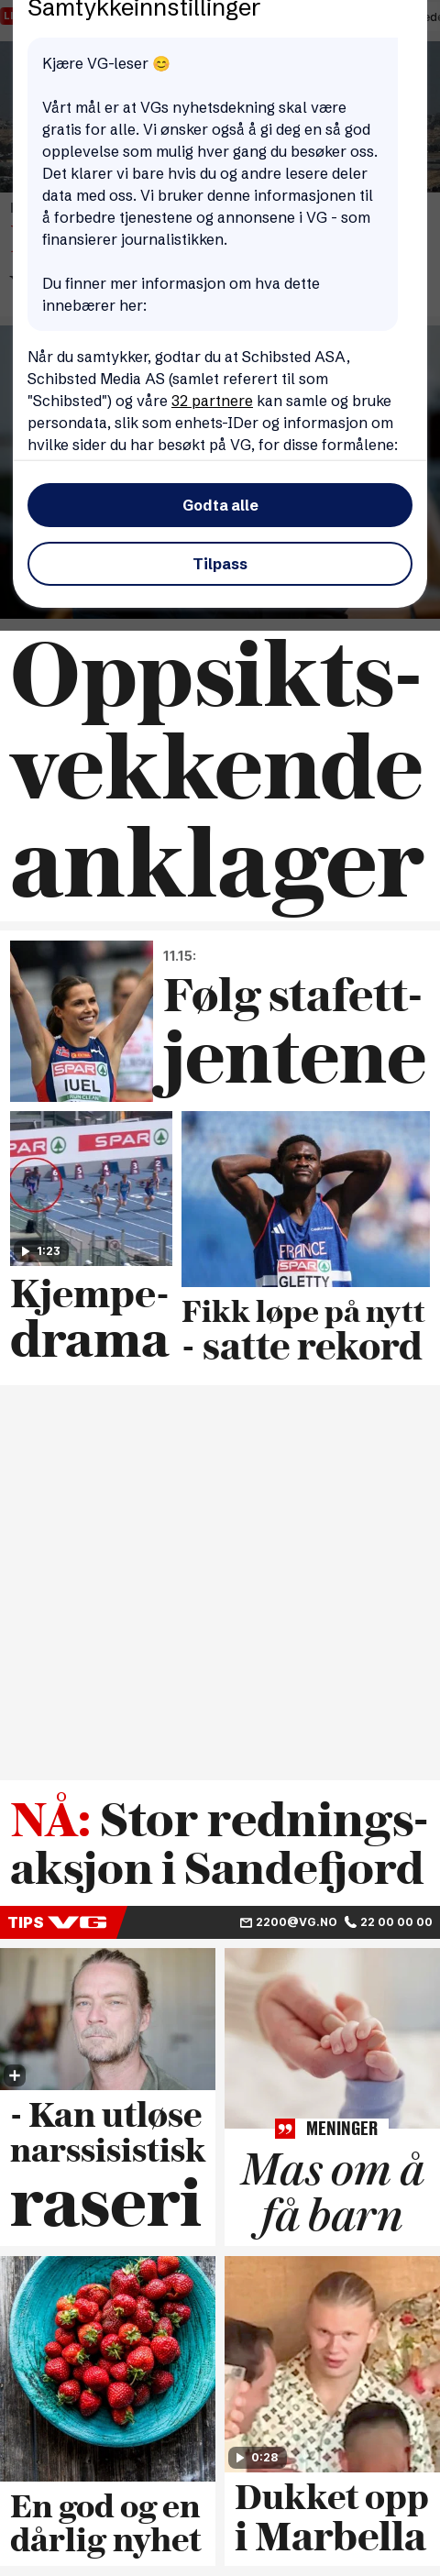 Samtykkeinnstillinger
Kjære VG-leser 😊
Vårt mål er at VGs nyhetsdekning skal være
gratis for alle. Vi ønsker også å gi deg en så god
opplevelse som mulig hver gang du besøker oss.
Det klarer vi bare hvis du og andre lesere deler
data med oss. Vi bruker denne informasjonen til
å forbedre tjenestene og annonsene i VG - som
finansierer journalistikken.
Du finner mer informasjon om hva dette
innebærer her:
Når du samtykker, godtar du at Schibsted ASA,
Schibsted Media AS (samlet referert til som
"Schibsted") og våre 32 partnere kan samle og bruke
persondata, slik som enhets-IDer og informasjon om
hvilke sider du har besøkt på VG, for disse formålene:
Godta alle
Tilpass
Oppsikts-
vekkende
anklager
11.15:
Følg stafett-
jentene
SPAR
IUEL
SPAR
SPAR
1:23
Kjempe-
drama
FRANCE
SPAR
GLETTY
Fikk løpe på nytt
- satte rekord
NÅ: Stor rednings-
aksjon i Sandefjord
TIPS VG
2200@VG.NO 22 00 00 00
- Kan utløse
narssisistisk
raseri
MENINGER
Mas om å
få barn
En god og en
dårlig nyhet
0:28
Dukket opp
i Marbella